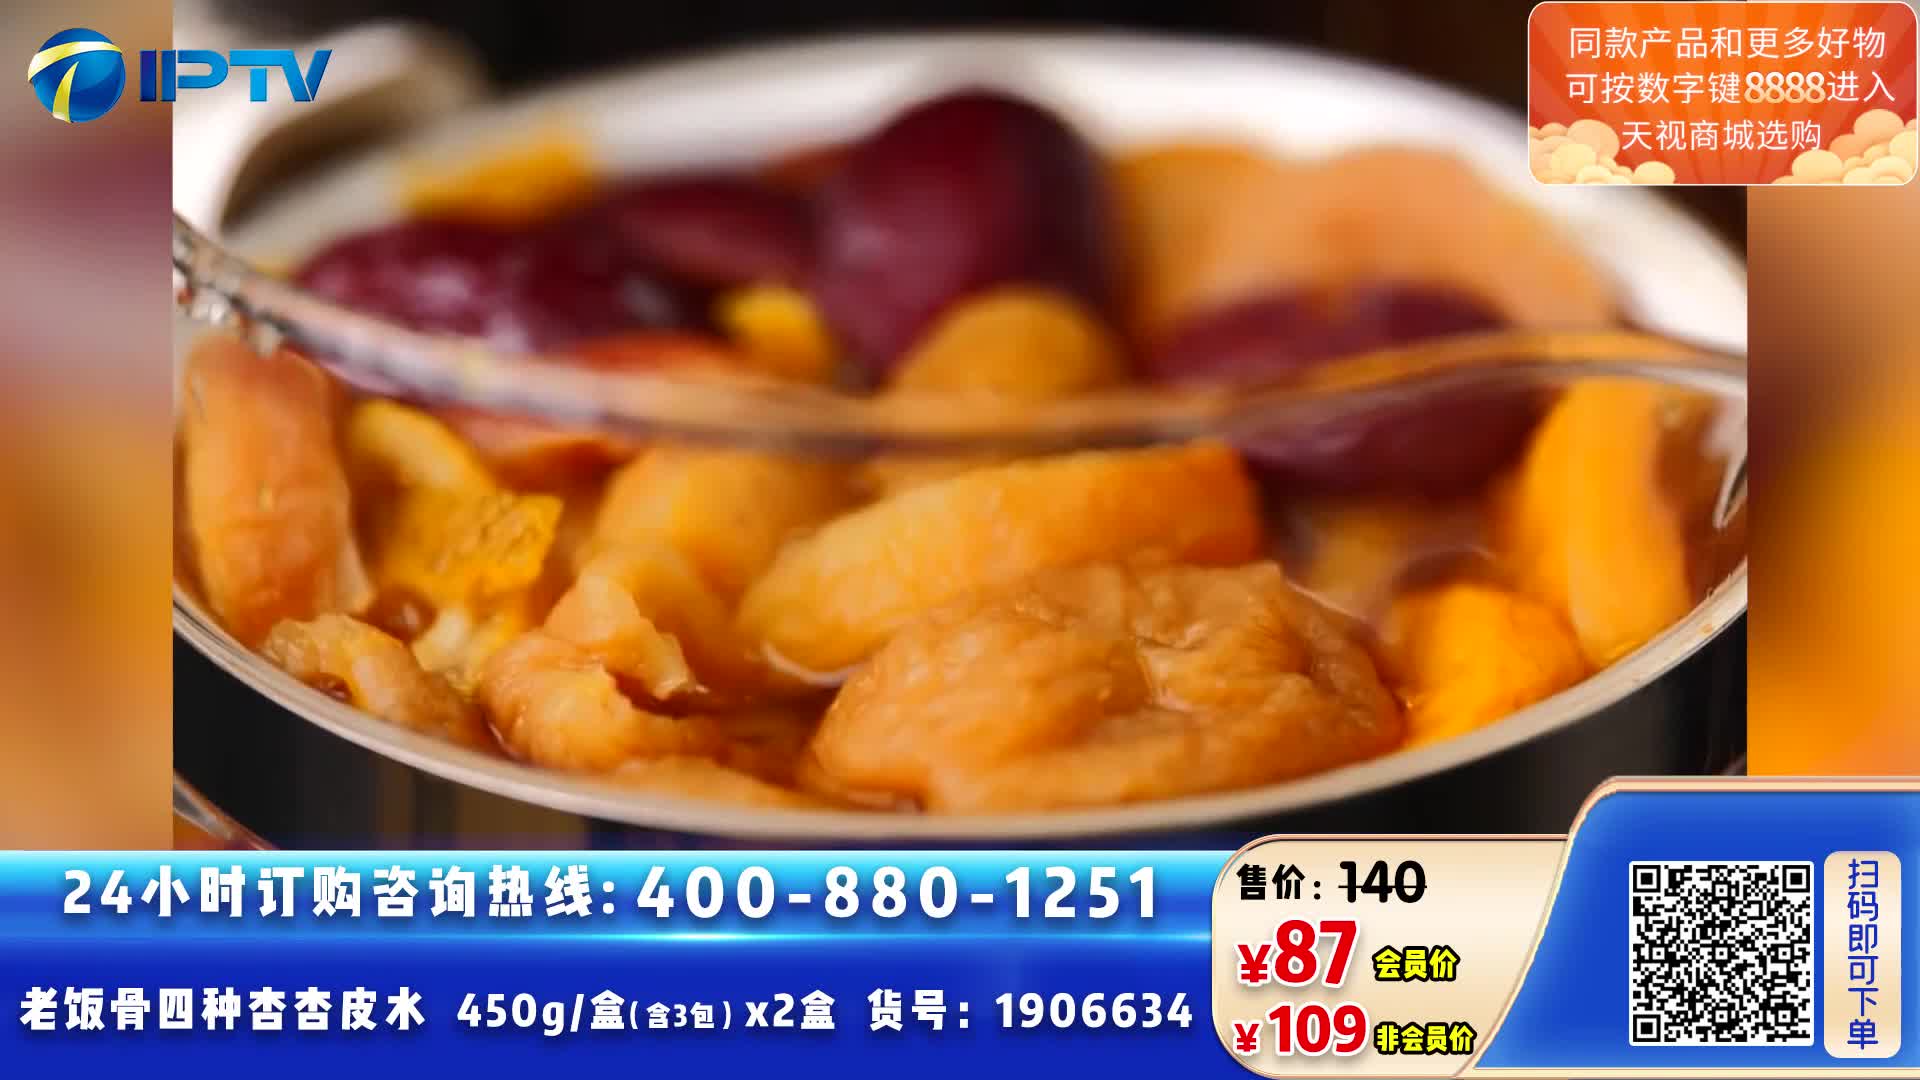 IPTV
同款产品和更多好物
可按数字键8888进入
天视商城选购
24小时订购咨询热线:400-880-1251
老饭骨四种杏杏皮水 450g/盒(含3包)x2盒 货号：1906634
售价：140
¥87 会员价
¥109 非会员价
扫码即可下单